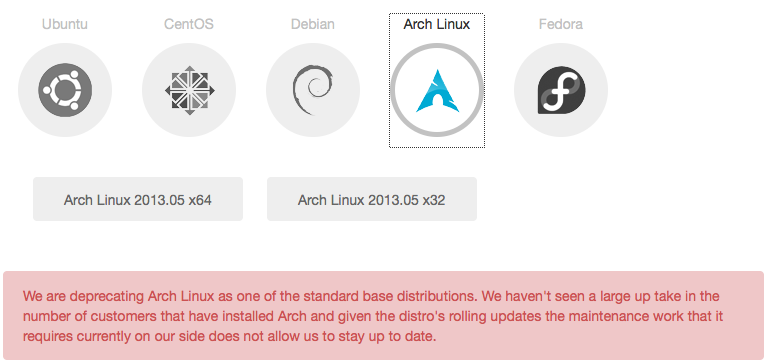 Ubuntu CentOS Debian Arch Linux Fedora
Arch Linux 2013.05 x64 Arch Linux 2013.05 x32
We are deprecating Arch Linux as one of the standard base distributions. We haven't seen a large up take in the
number of customers that have installed Arch and given the distro's rolling updates the maintenance work that it
requires currently on our side does not allow us to stay up to date.